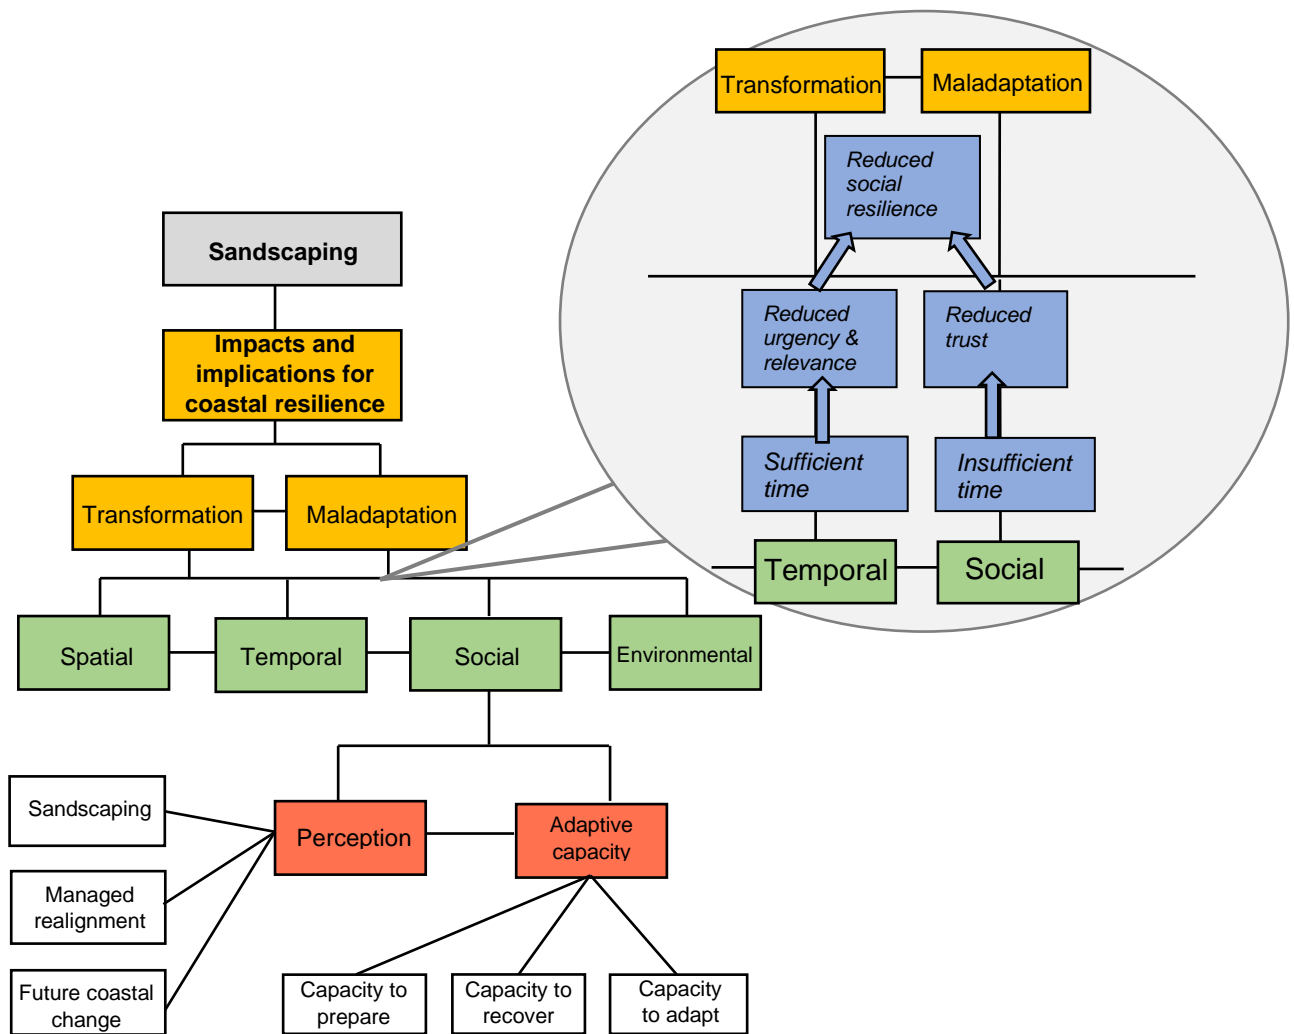 Transformation
Maladaptation
Reduced
social
resilience
Sandscaping
Reduced
urgency &
relevance
Reduced
trust
Impacts and
implications for
coastal resilience
Sufficient
time
Insufficient
time
Transformation
Maladaptation
Temporal
Social
Spatial
Temporal
Social
Environmental
Sandscaping
Perception
Adaptive
capacity
Managed
realignment
Future coastal
change
Capacity to
prepare
Capacity to
recover
Capacity
to adapt